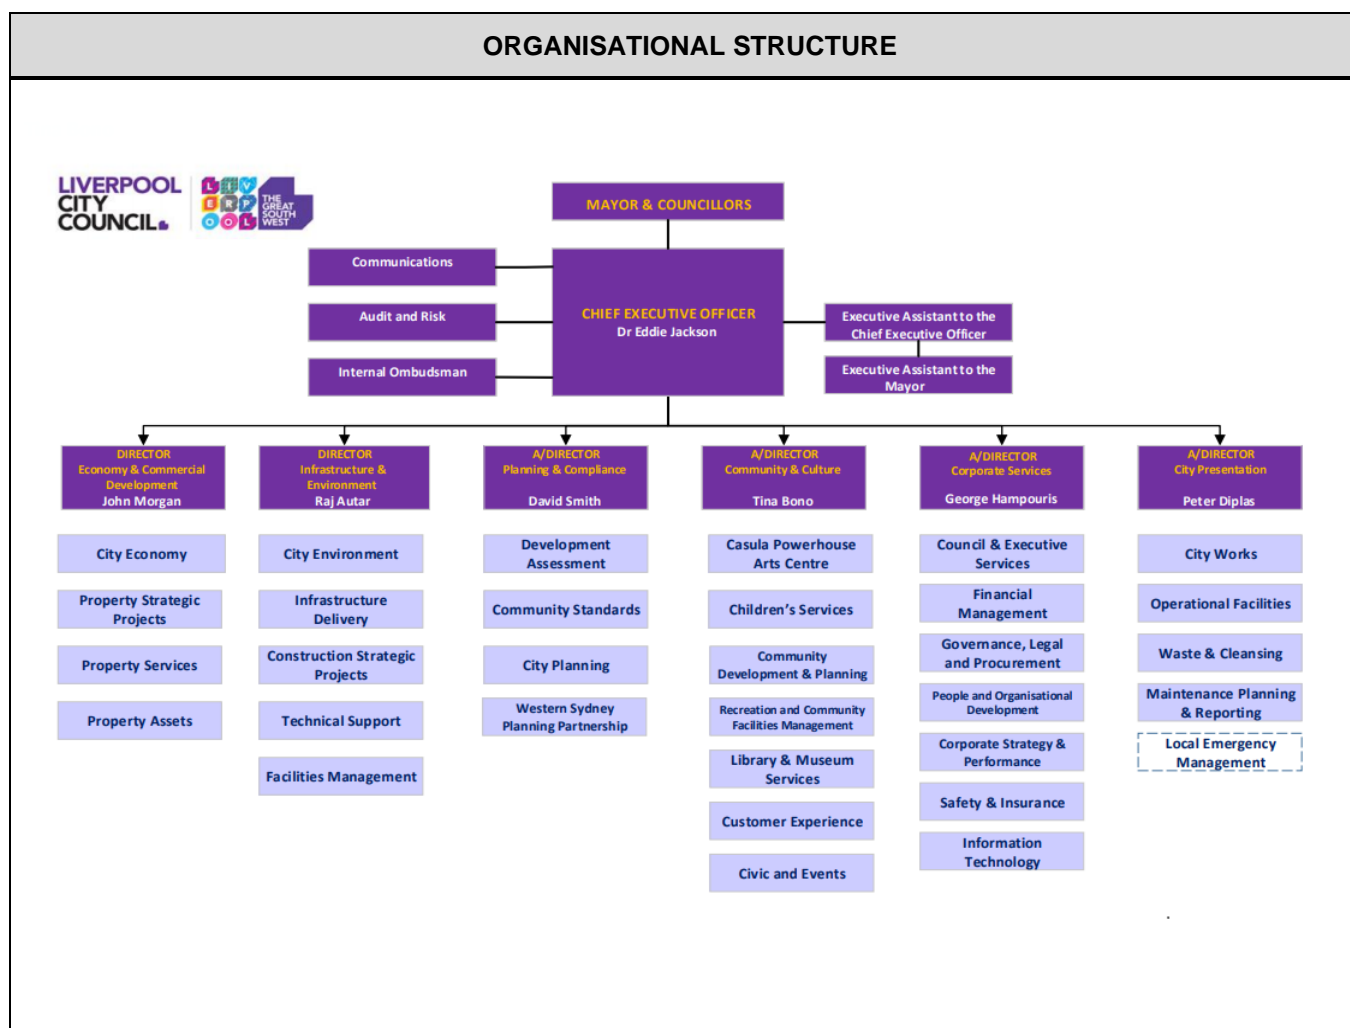 ORGANISATIONAL STRUCTURE
LIVERPOOL
CITY
COUNCIL
LIV
ERP
OOL
THE
GREAT
SOUTH
WEST
MAYOR & COUNCILLORS
Communications
Audit and Risk
Internal Ombudsman
CHIEF EXECUTIVE OFFICER
Dr Eddie Jackson
Executive Assistant to the
Chief Executive Officer
Executive Assistant to the
Mayor
DIRECTOR
Economy & Commercial
Development
John Morgan
City Economy
Property Strategic
Projects
Property Services
Property Assets
DIRECTOR
Infrastructure &
Environment
Raj Autar
City Environment
Infrastructure
Delivery
Construction Strategic
Projects
Technical Support
Facilities Management
A/DIRECTOR
Planning & Compliance
David Smith
Development
Assessment
Community Standards
City Planning
Western Sydney
Planning Partnership
A/DIRECTOR
Community & Culture
Tina Bono
Casula Powerhouse
Arts Centre
Children’s Services
Community
Development & Planning
Recreation and Community
Facilities Management
Library & Museum
Services
Customer Experience
Civic and Events
A/DIRECTOR
Corporate Services
George Hampouris
Council & Executive
Services
Financial
Management
Governance, Legal
and Procurement
People and Organisational
Development
Corporate Strategy &
Performance
Safety & Insurance
Information
Technology
A/DIRECTOR
City Presentation
Peter Diplas
City Works
Operational Facilities
Waste & Cleansing
Maintenance Planning
& Reporting
Local Emergency
Management
.